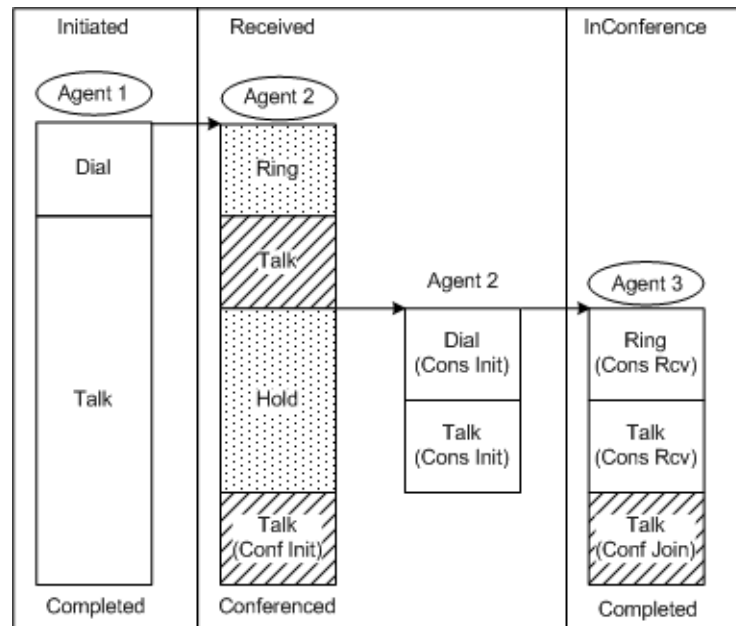 Initiated
Received
InConference
Agent 1
Agent 2
Dial
Ring
Talk
Agent 2
Agent 3
Talk
Hold
Dial
(Cons Init)
Ring
(Cons Rcv)
Talk
(Cons Init)
Talk
(Cons Rcv)
Talk
(Conf Init)
Talk
(Conf Join)
Completed
Conferenced
Completed